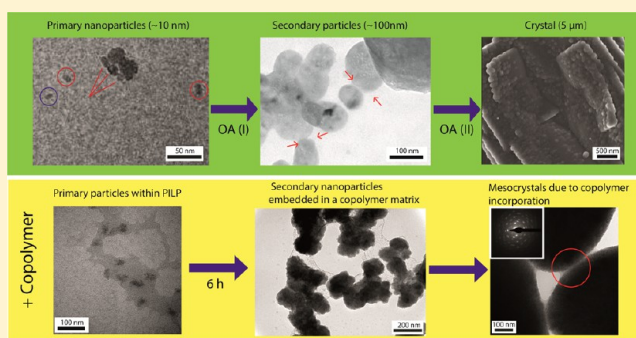 Primary nanoparticles (~10 nm)
Secondary particles (~100nm)
Crystal (5 µm)
50 nm
OA (I)
100 nm
OA (II)
500 nm
+ Copolymer
Primary particles within PILP
Secondary nanoparticles
embedded in a copolymer matrix
Mesocrystals due to copolymer
incorporation
100 nm
6 h
200 nm
100 nm